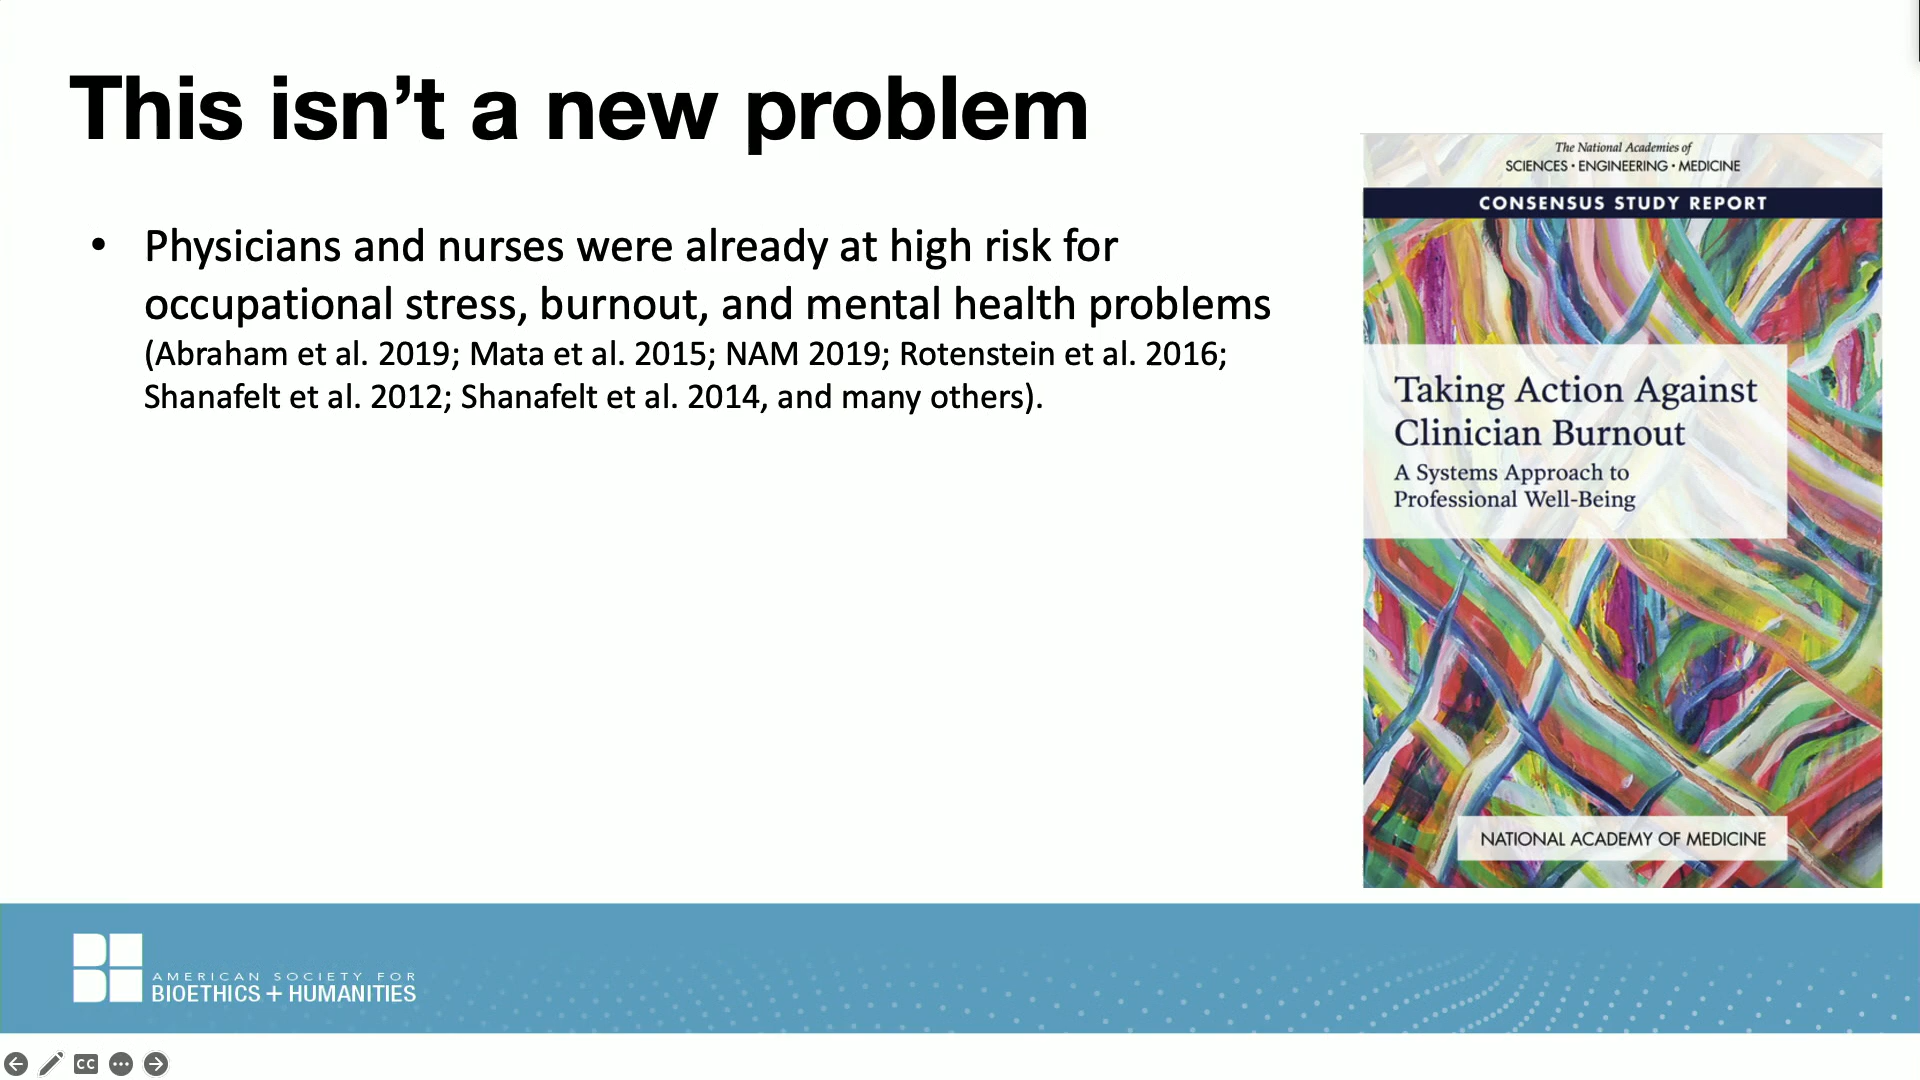 This isn’t a new problem
• Physicians and nurses were already at high risk for
occupational stress, burnout, and mental health problems
(Abraham et al. 2019; Mata et al. 2015; NAM 2019; Rotenstein et al. 2016;
Shanafelt et al. 2012; Shanafelt et al. 2014, and many others).
The National Academies of
SCIENCES • ENGINEERING • MEDICINE
CONSENSUS STUDY REPORT
Taking Action Against
Clinician Burnout
A Systems Approach to
Professional Well-Being
NATIONAL ACADEMY OF MEDICINE
AMERICAN SOCIETY FOR
BIOETHICS + HUMANITIES
CC